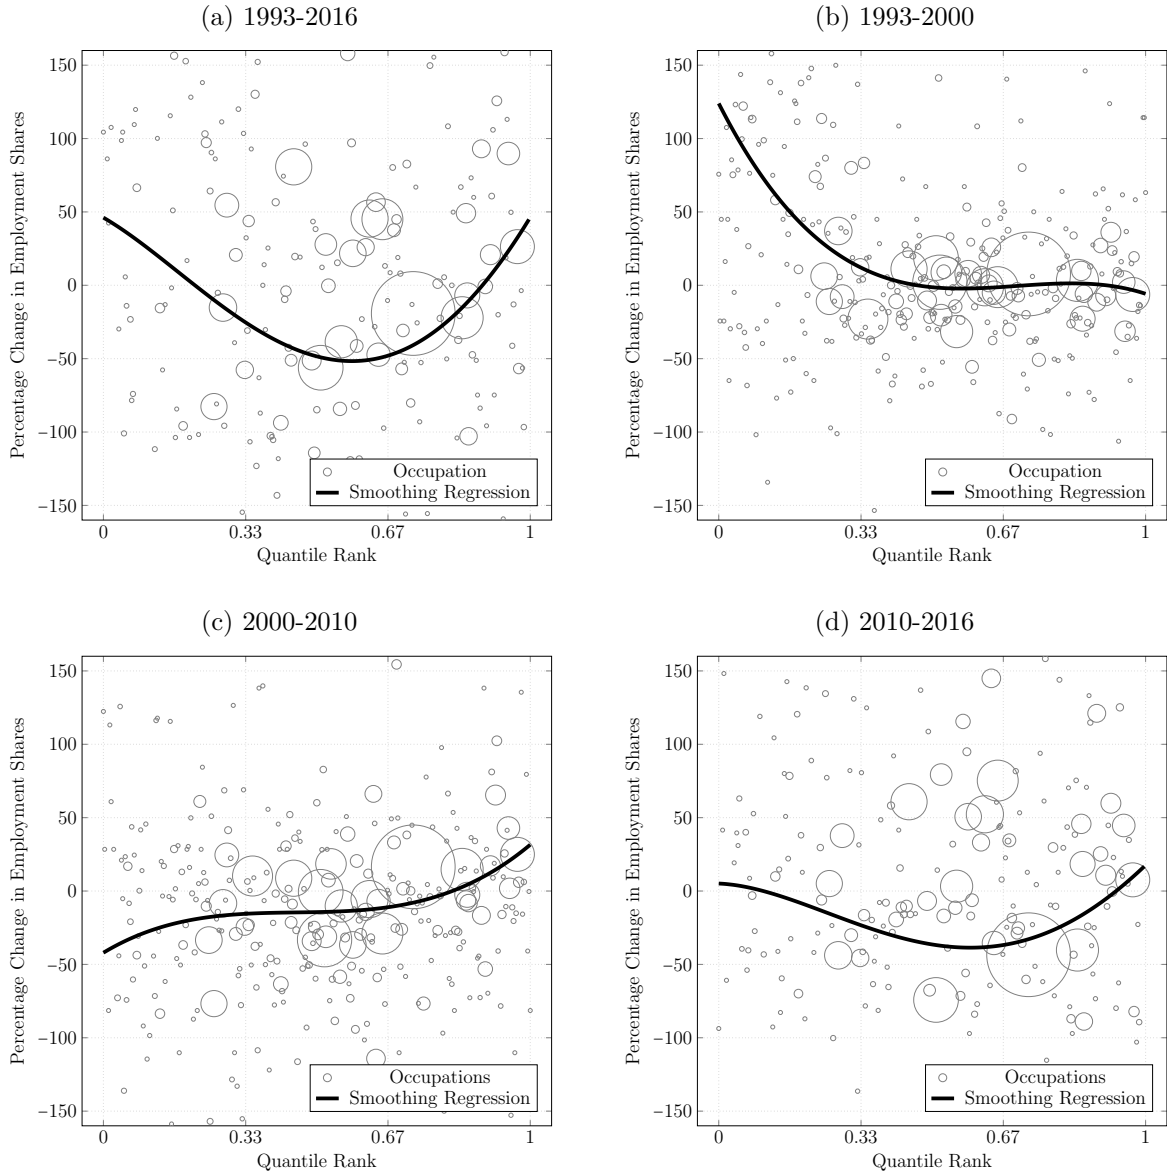 (a) 1993-2016
150
100
50
0
−50
−100
−150
Percentage Change in Employment Shares
0 0.33 0.67 1
Quantile Rank
Occupation
Smoothing Regression
(b) 1993-2000
150
100
50
0
−50
−100
−150
Percentage Change in Employment Shares
0 0.33 0.67 1
Quantile Rank
Occupation
Smoothing Regression
(c) 2000-2010
150
100
50
0
−50
−100
−150
Percentage Change in Employment Shares
0 0.33 0.67 1
Quantile Rank
Occupations
Smoothing Regression
(d) 2010-2016
150
100
50
0
−50
−100
−150
Percentage Change in Employment Shares
0 0.33 0.67 1
Quantile Rank
Occupations
Smoothing Regression